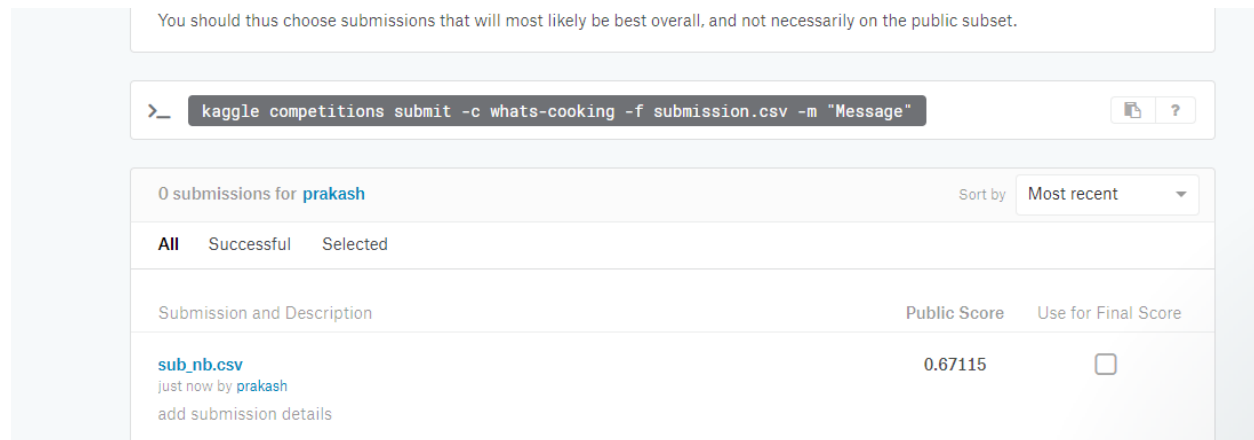 You should thus choose submissions that will most likely be best overall, and not necessarily on the public subset.
>_ kaggle competitions submit -c whats-cooking -f submission.csv -m "Message" ?
0 submissions for prakash Sort by Most recent
All Successful Selected
Submission and Description Public Score Use for Final Score
sub_nb.csv 0.67115
just now by prakash
add submission details